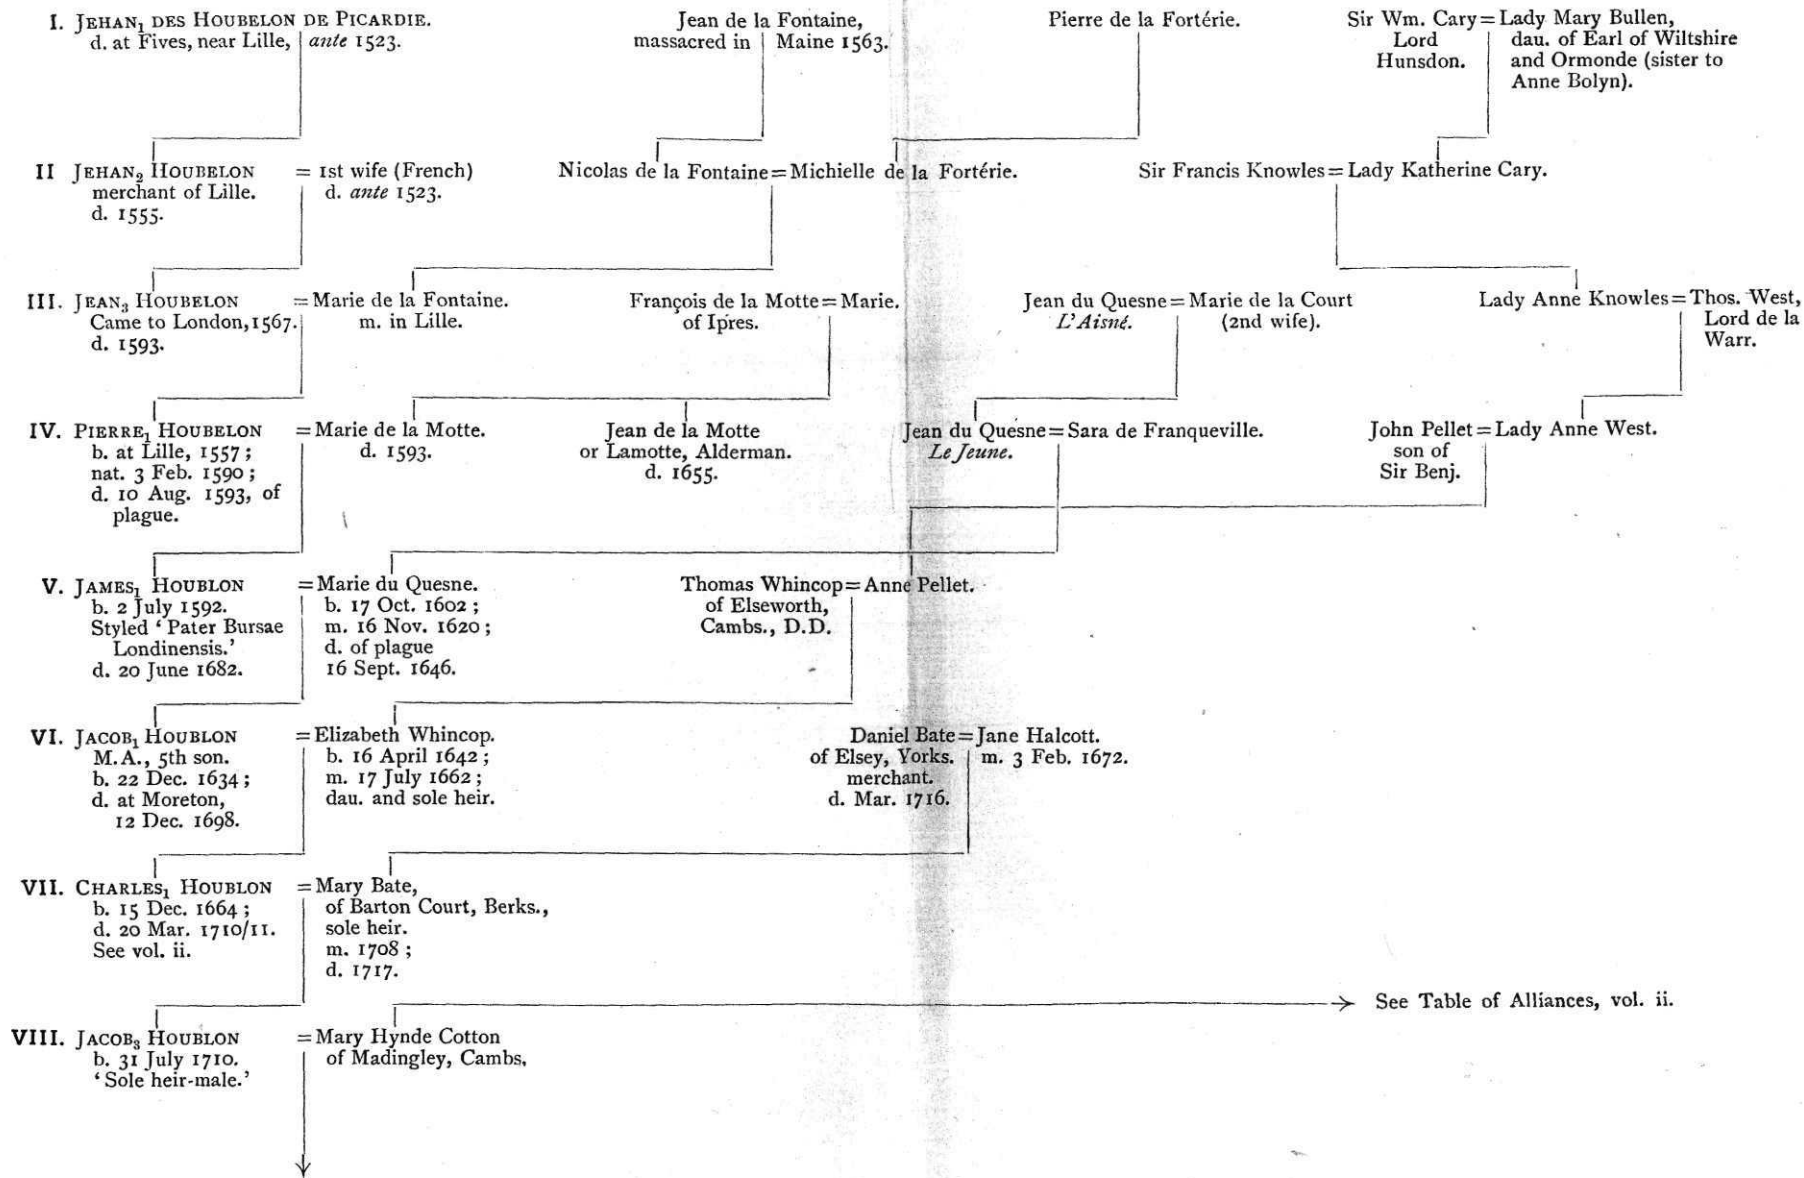 I. JEHAN₁ DES HOUBELON DE PICARDIE.
d. at Fives, near Lille, ante 1523.
Jean de la Fontaine,
massacred in Maine 1563.
Pierre de la Fortérie.
Sir Wm. Cary = Lady Mary Bullen,
Lord
Hunsdon.
dau. of Earl of Wiltshire
and Ormonde (sister to
Anne Bolyn).
II JEHAN₂ HOUBELON = 1st wife (French)
merchant of Lille.
d. 1555.
d. ante 1523.
Nicolas de la Fontaine = Michielle de la Fortérie.
Sir Francis Knowles = Lady Katherine Cary.
III. JEAN₃ HOUBELON = Marie de la Fontaine.
Came to London, 1567.
d. 1593.
m. in Lille.
François de la Motte = Marie.
of Ipres.
Jean du Quesne = Marie de la Court
L'Aisné.
(2nd wife).
Lady Anne Knowles = Thos. West,
Lord de la
Warr.
IV. PIERRE₁ HOUBELON = Marie de la Motte.
b. at Lille, 1557;
nat. 3 Feb. 1590;
d. 10 Aug. 1593, of
plague.
d. 1593.
Jean de la Motte
or Lamotte, Alderman.
d. 1655.
Jean du Quesne = Sara de Franqueville.
Le Jeune.
John Pellet = Lady Anne West.
son of
Sir Benj.
V. JAMES₁ HOUBLON = Marie du Quesne.
b. 2 July 1592.
Styled 'Pater Bursae
Londinensis.'
d. 20 June 1682.
b. 17 Oct. 1602;
m. 16 Nov. 1620;
d. of plague
16 Sept. 1646.
Thomas Whincop = Anne Pellet.
of Elseworth,
Cambs., D.D.
VI. JACOB₁ HOUBLON = Elizabeth Whincop.
M.A., 5th son.
b. 22 Dec. 1634;
d. at Moreton,
12 Dec. 1698.
b. 16 April 1642;
m. 17 July 1662;
dau. and sole heir.
Daniel Bate = Jane Halcott.
of Elsey, Yorks.
merchant.
d. Mar. 1716.
m. 3 Feb. 1672.
VII. CHARLES₁ HOUBLON = Mary Bate,
b. 15 Dec. 1664;
d. 20 Mar. 1710/11.
See vol. ii.
of Barton Court, Berks.,
sole heir.
m. 1708;
d. 1717.
See Table of Alliances, vol. ii.
VIII. JACOB₃ HOUBLON = Mary Hynde Cotton
b. 31 July 1710.
'Sole heir-male.'
of Madingley, Cambs.